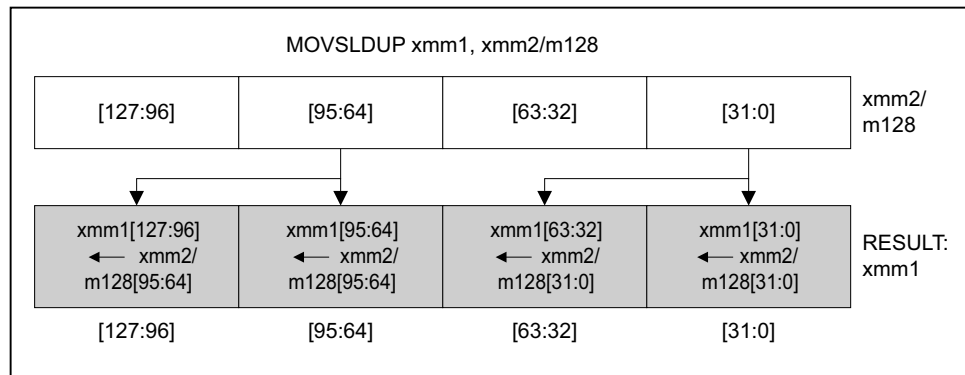 MOVSLDUP xmm1, xmm2/m128
[127:96] [95:64] [63:32] [31:0] xmm2/
m128
xmm1[127:96] xmm1[95:64] xmm1[63:32] xmm1[31:0] RESULT:
← xmm2/ ← xmm2/ ← xmm2/ ← xmm2/ xmm1
m128[95:64] m128[95:64] m128[31:0] m128[31:0]
[127:96] [95:64] [63:32] [31:0]